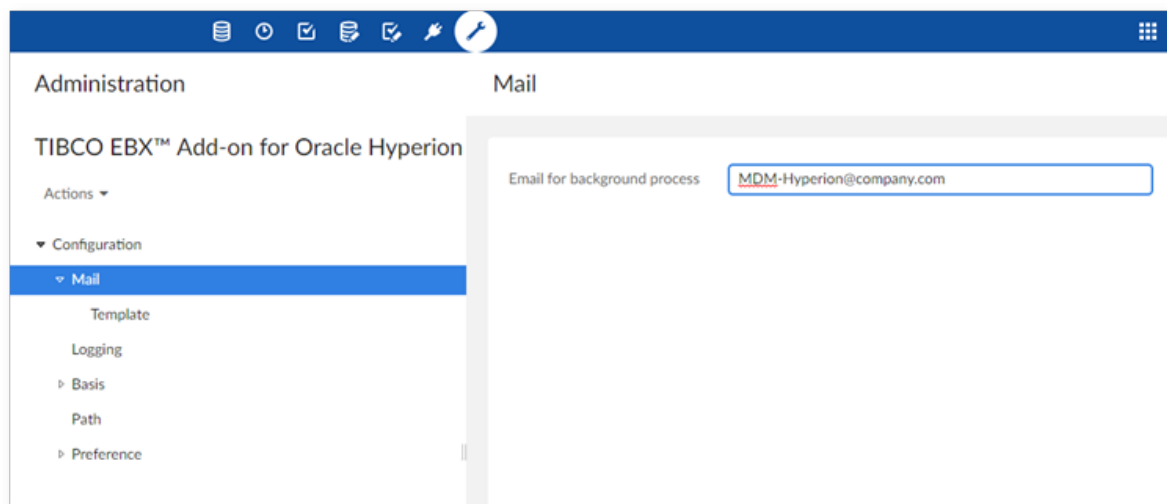 Administration
Mail
TIBCO EBX™ Add-on for Oracle Hyperion
Actions
Email for background process
MDM-Hyperion@company.com
Configuration
Mail
Template
Logging
Basis
Path
Preference